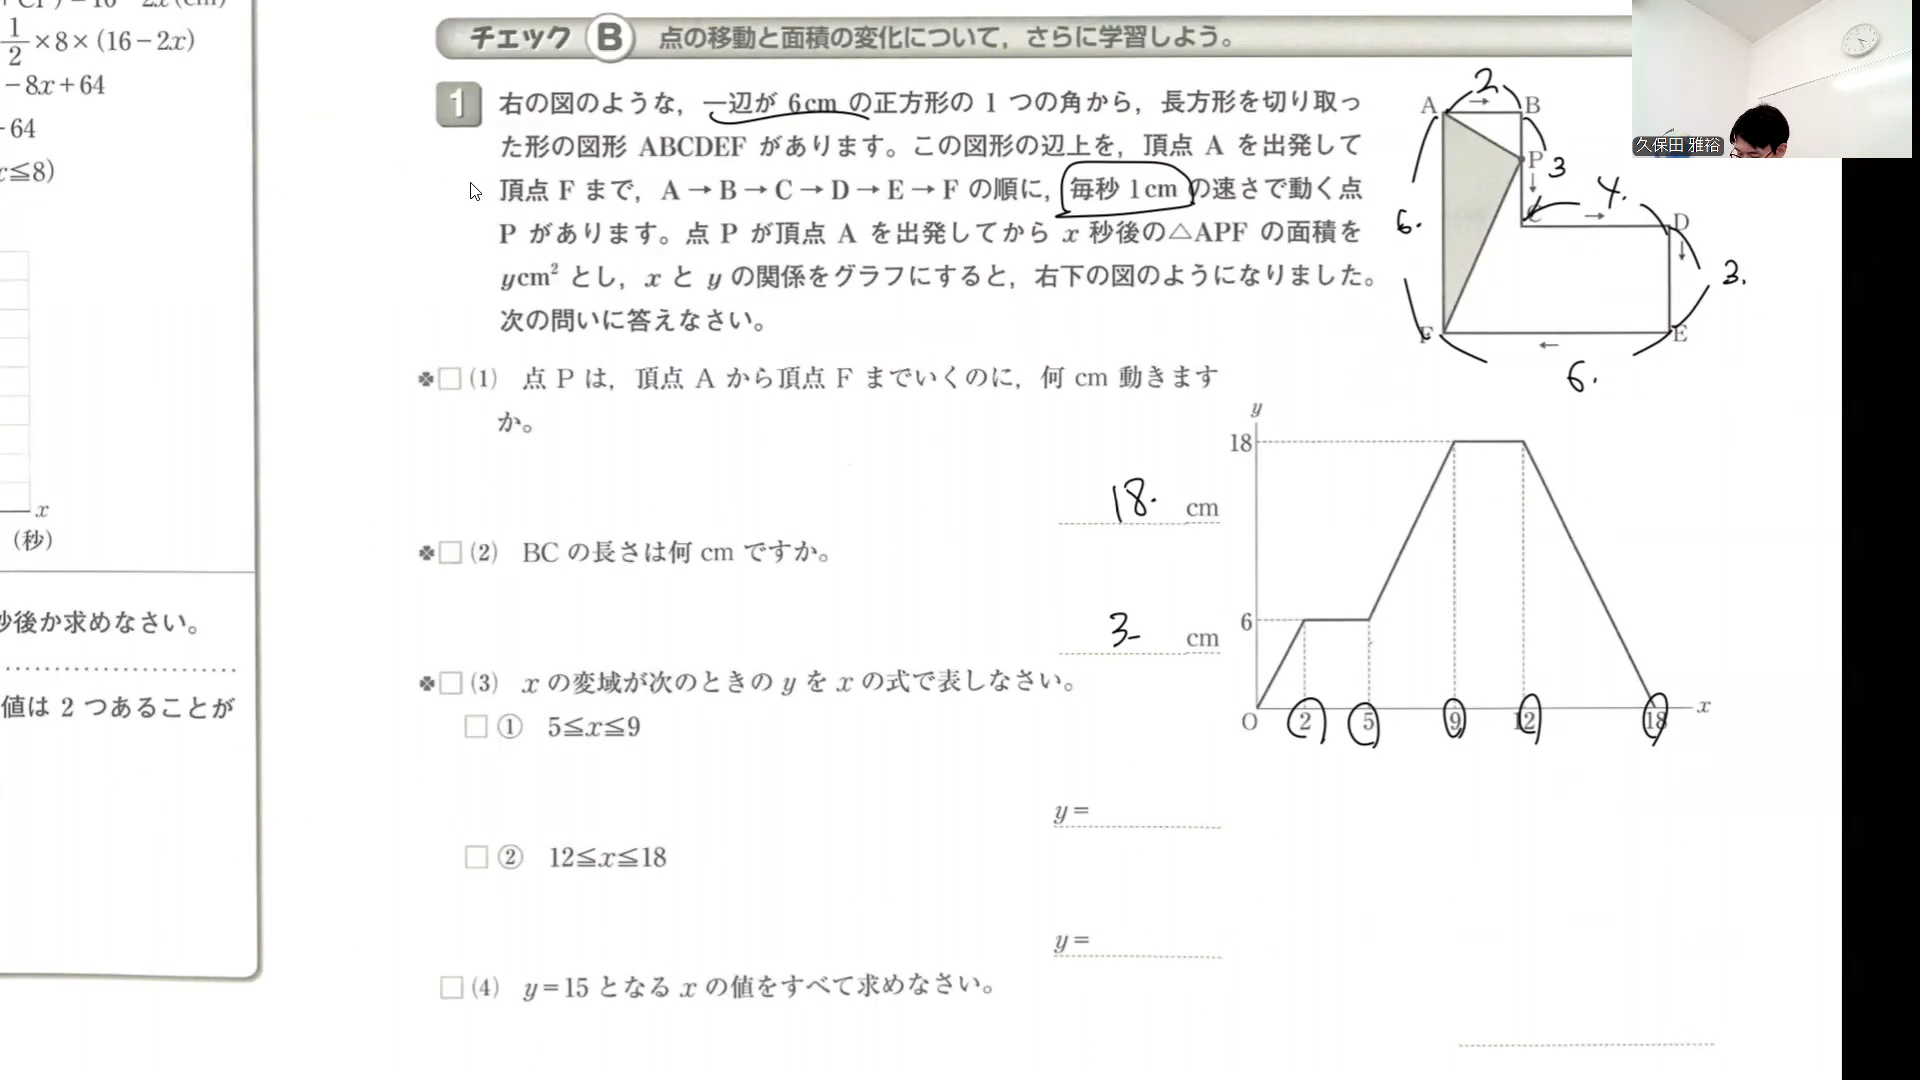 1/2 ×8×(16−2x)
−8x+64
64
x≦8)
x
(秒)
秒後か求めなさい。
値は 2 つあることが
チェック B 点の移動と面積の変化について，さらに学習しよう。
1 右の図のような，一辺が 6cm の正方形の 1 つの角から，長方形を切り取っ
た形の図形 ABCDEF があります。この図形の辺上を，頂点 A を出発して
頂点 F まで，A→B→C→D→E→F の順に，毎秒 1cm の速さで動く点
P があります。点 P が頂点 A を出発してから x 秒後の△APF の面積を
ycm² とし，x と y の関係をグラフにすると，右下の図のようになりました。
次の問いに答えなさい。
(1) 点 P は，頂点 A から頂点 F までいくのに，何 cm 動きます
か。
18. cm
(2) BC の長さは何 cm ですか。
3 cm
(3) x の変域が次のときの y を x の式で表しなさい。
① 5≦x≦9
y=
② 12≦x≦18
y=
(4) y=15 となる x の値をすべて求めなさい。
2
A B
P 3
4.
6. C D
3.
F E
6.
y
18
6
O 2 5 9 12 18 x
久保田 雅裕